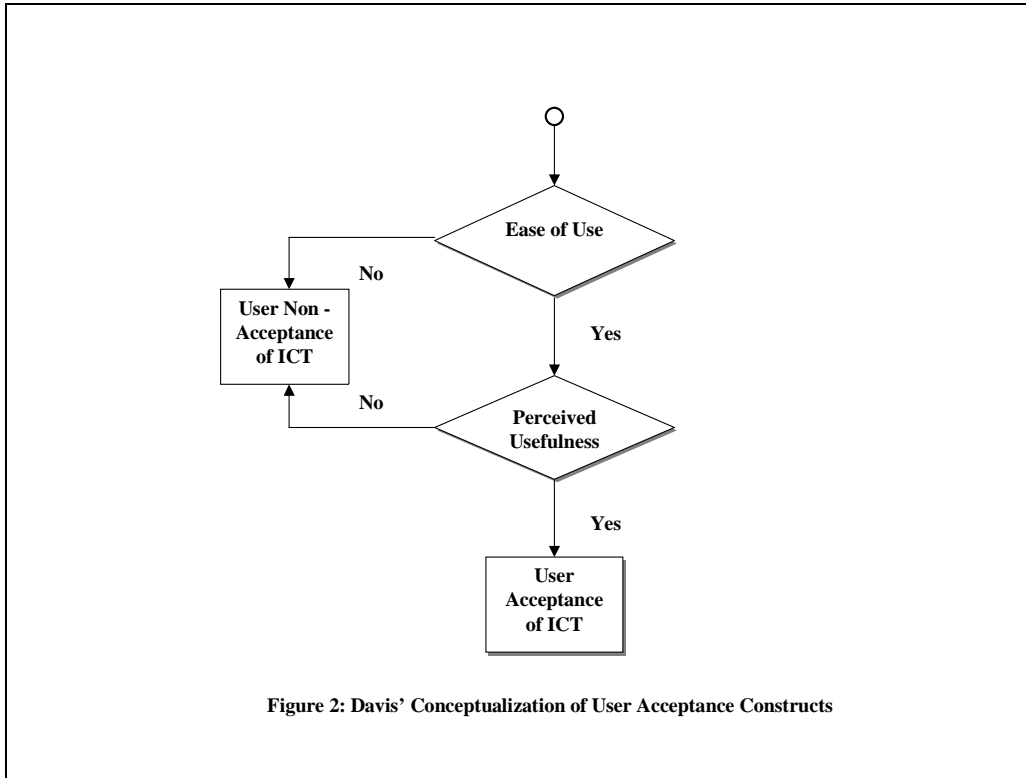 Ease of Use
No
User Non -
Acceptance
of ICT
Yes
No
Perceived
Usefulness
Yes
User
Acceptance
of ICT
Figure 2: Davis’ Conceptualization of User Acceptance Constructs